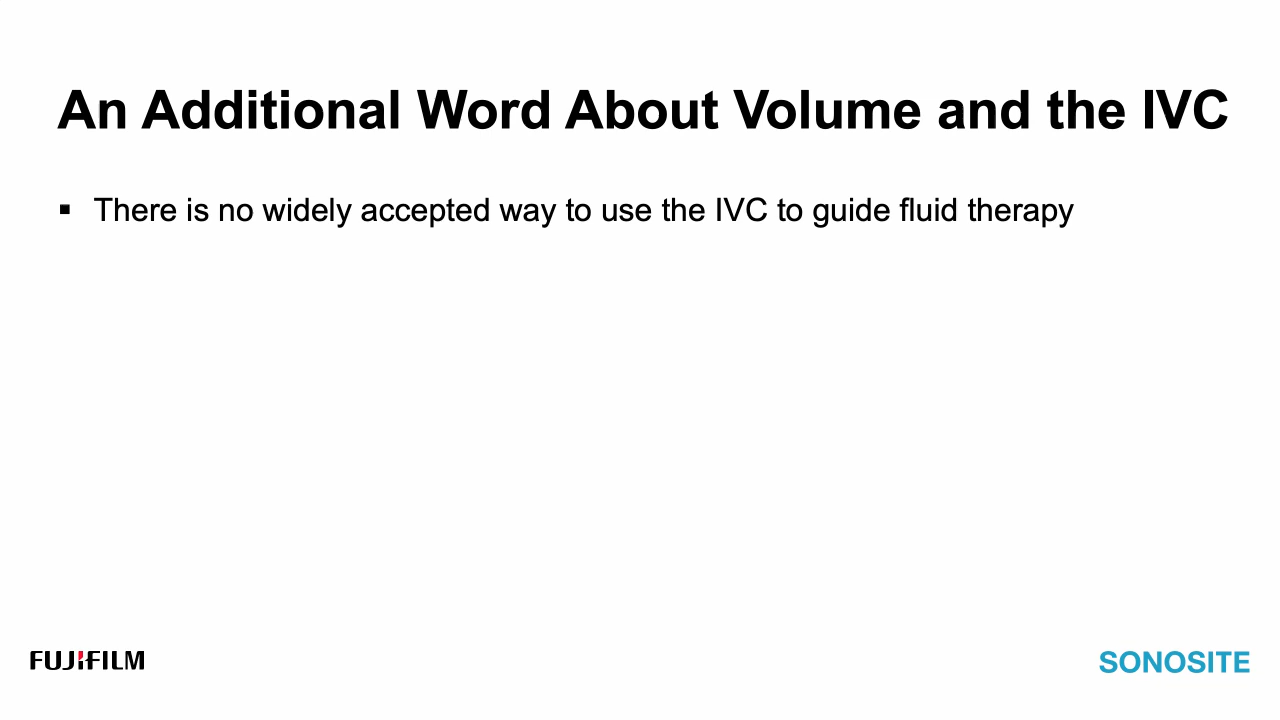 An Additional Word About Volume and the IVC
▪ There is no widely accepted way to use the IVC to guide fluid therapy
FUJIFILM
SONOSITE